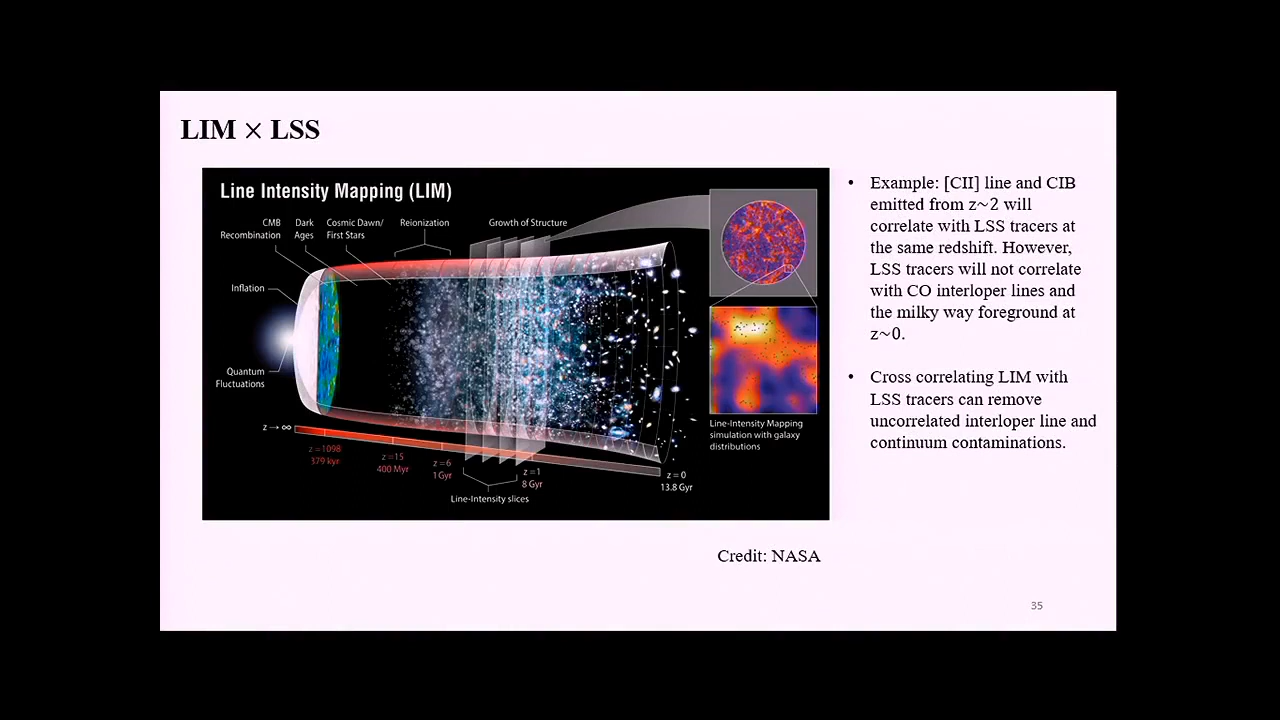 LIM × LSS
Line Intensity Mapping (LIM)
CMB
Recombination
Dark
Ages
Cosmic Dawn/
First Stars
Reionization
Growth of Structure
Inflation
Quantum
Fluctuations
z → ∞
z=1098
379 kyr
z=15
400 Myr
z=6
1 Gyr
z=1
8 Gyr
z=0
13.8 Gyr
Line-Intensity slices
Line-Intensity Mapping
simulation with galaxy
distributions
• Example: [CII] line and CIB
emitted from z~2 will
correlate with LSS tracers at
the same redshift. However,
LSS tracers will not correlate
with CO interloper lines and
the milky way foreground at
z~0.
• Cross correlating LIM with
LSS tracers can remove
uncorrelated interloper line and
continuum contaminations.
Credit: NASA
35